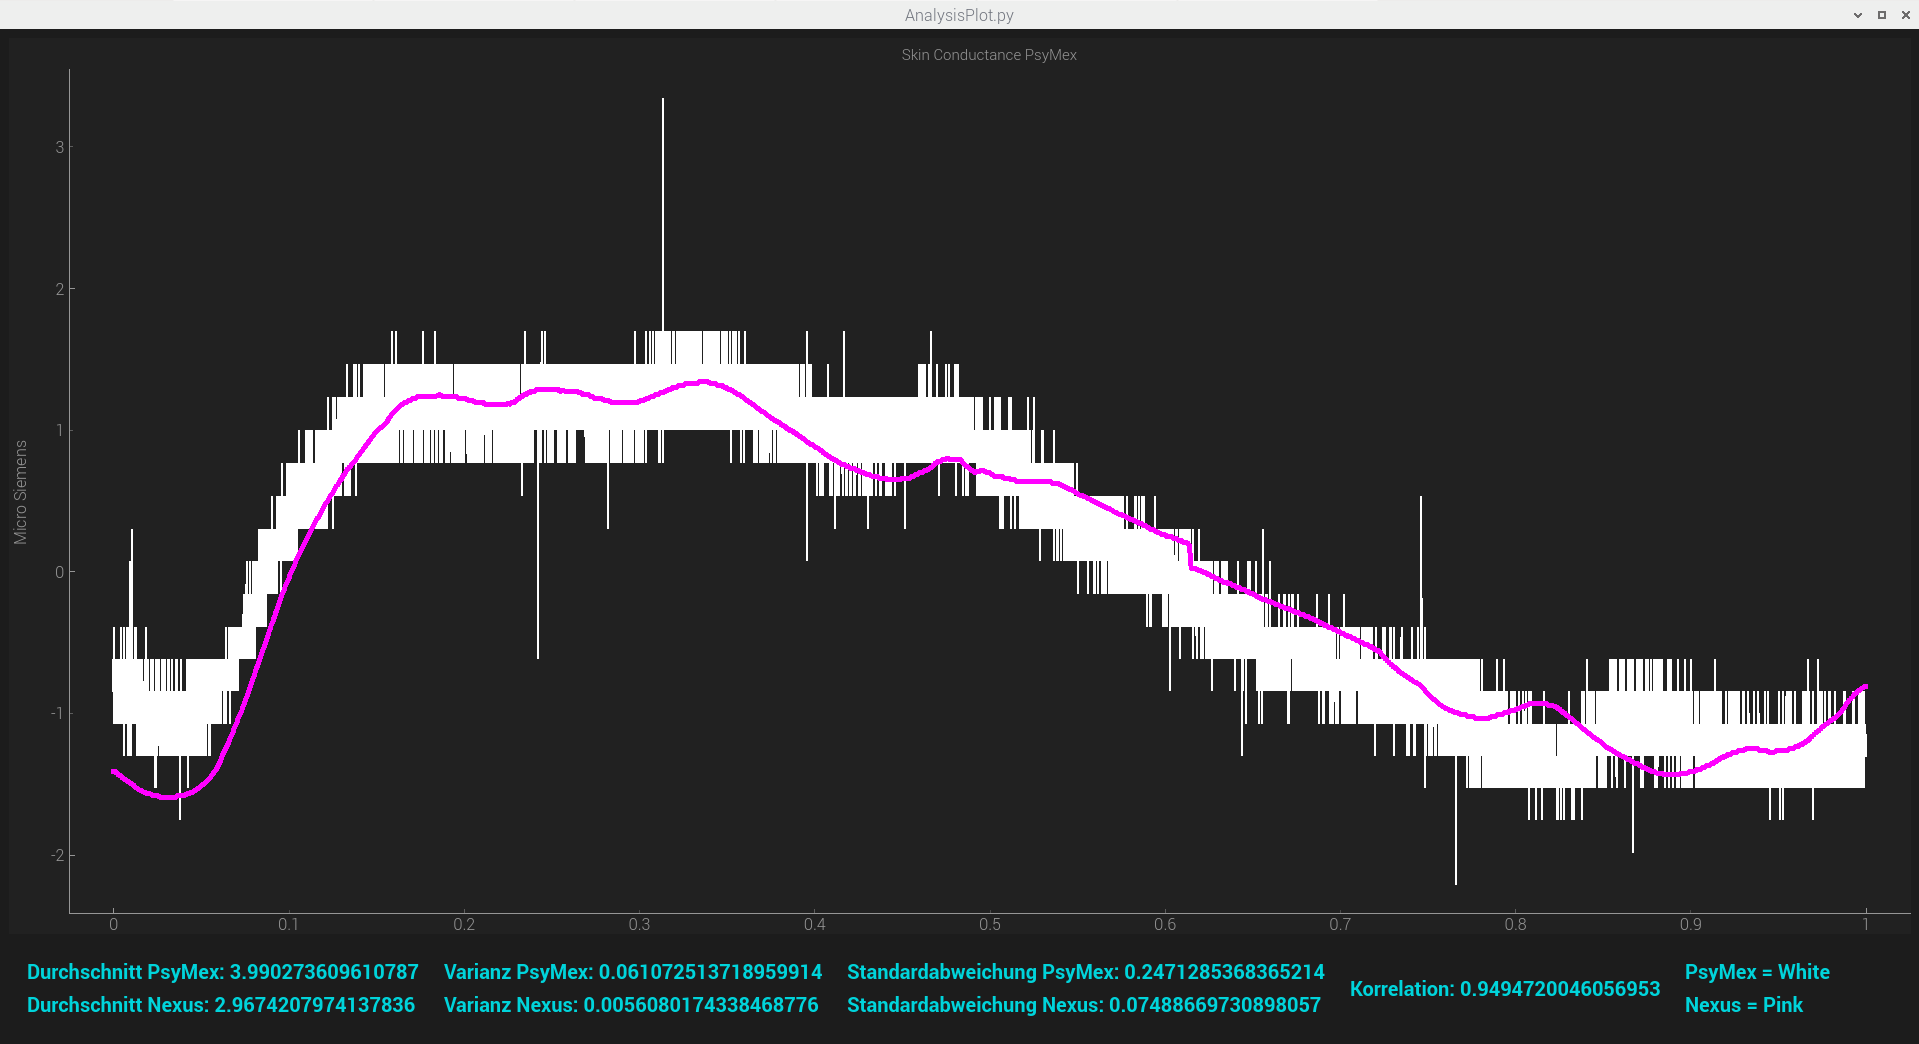 AnalysisPlot.py
Skin Conductance PsyMex
Micro Siemens
3
2
1
0
-1
-2
0 0.1 0.2 0.3 0.4 0.5 0.6 0.7 0.8 0.9 1
Durchschnitt PsyMex: 3.990273609610787 Varianz PsyMex: 0.061072513718959914 Standardabweichung PsyMex: 0.2471285368365214 PsyMex = White
Korrelation: 0.9494720046056953
Durchschnitt Nexus: 2.9674207974137836 Varianz Nexus: 0.0056080174338468776 Standardabweichung Nexus: 0.07488669730898057 Nexus = Pink